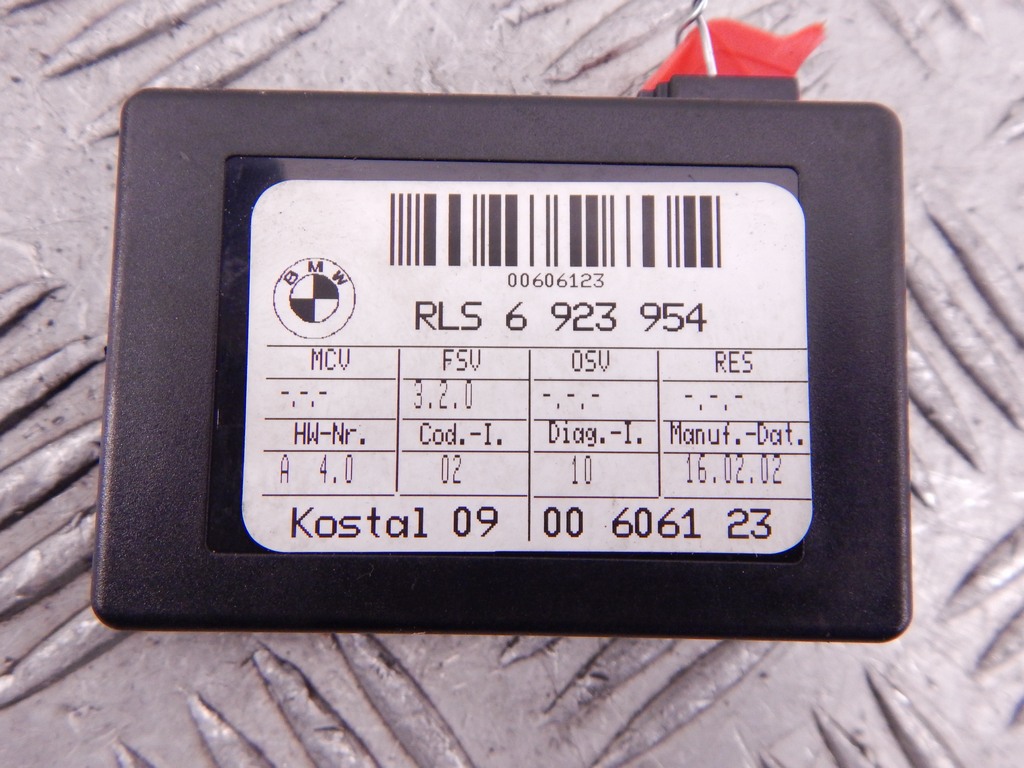 00606123
BMW
RLS 6 923 954
MCV FSV OSV RES
-.-.- 3.2.0 -.-.- -.-.-
HW-Nr. Cod.-I. Diag.-I. Manuf.-Dat.
A 4.0 02 10 16.02.02
Kostal 09 00 6061 23